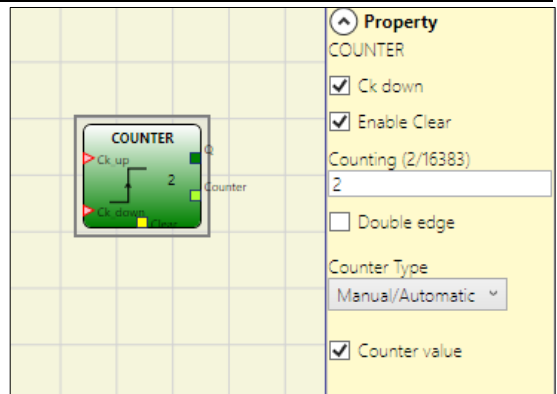 COUNTER
Ck_up
Q
2
Counter
Ck_down
Clear
Property
COUNTER
Ck down
Enable Clear
Counting (2/16383)
2
Double edge
Counter Type
Manual/Automatic
Counter value